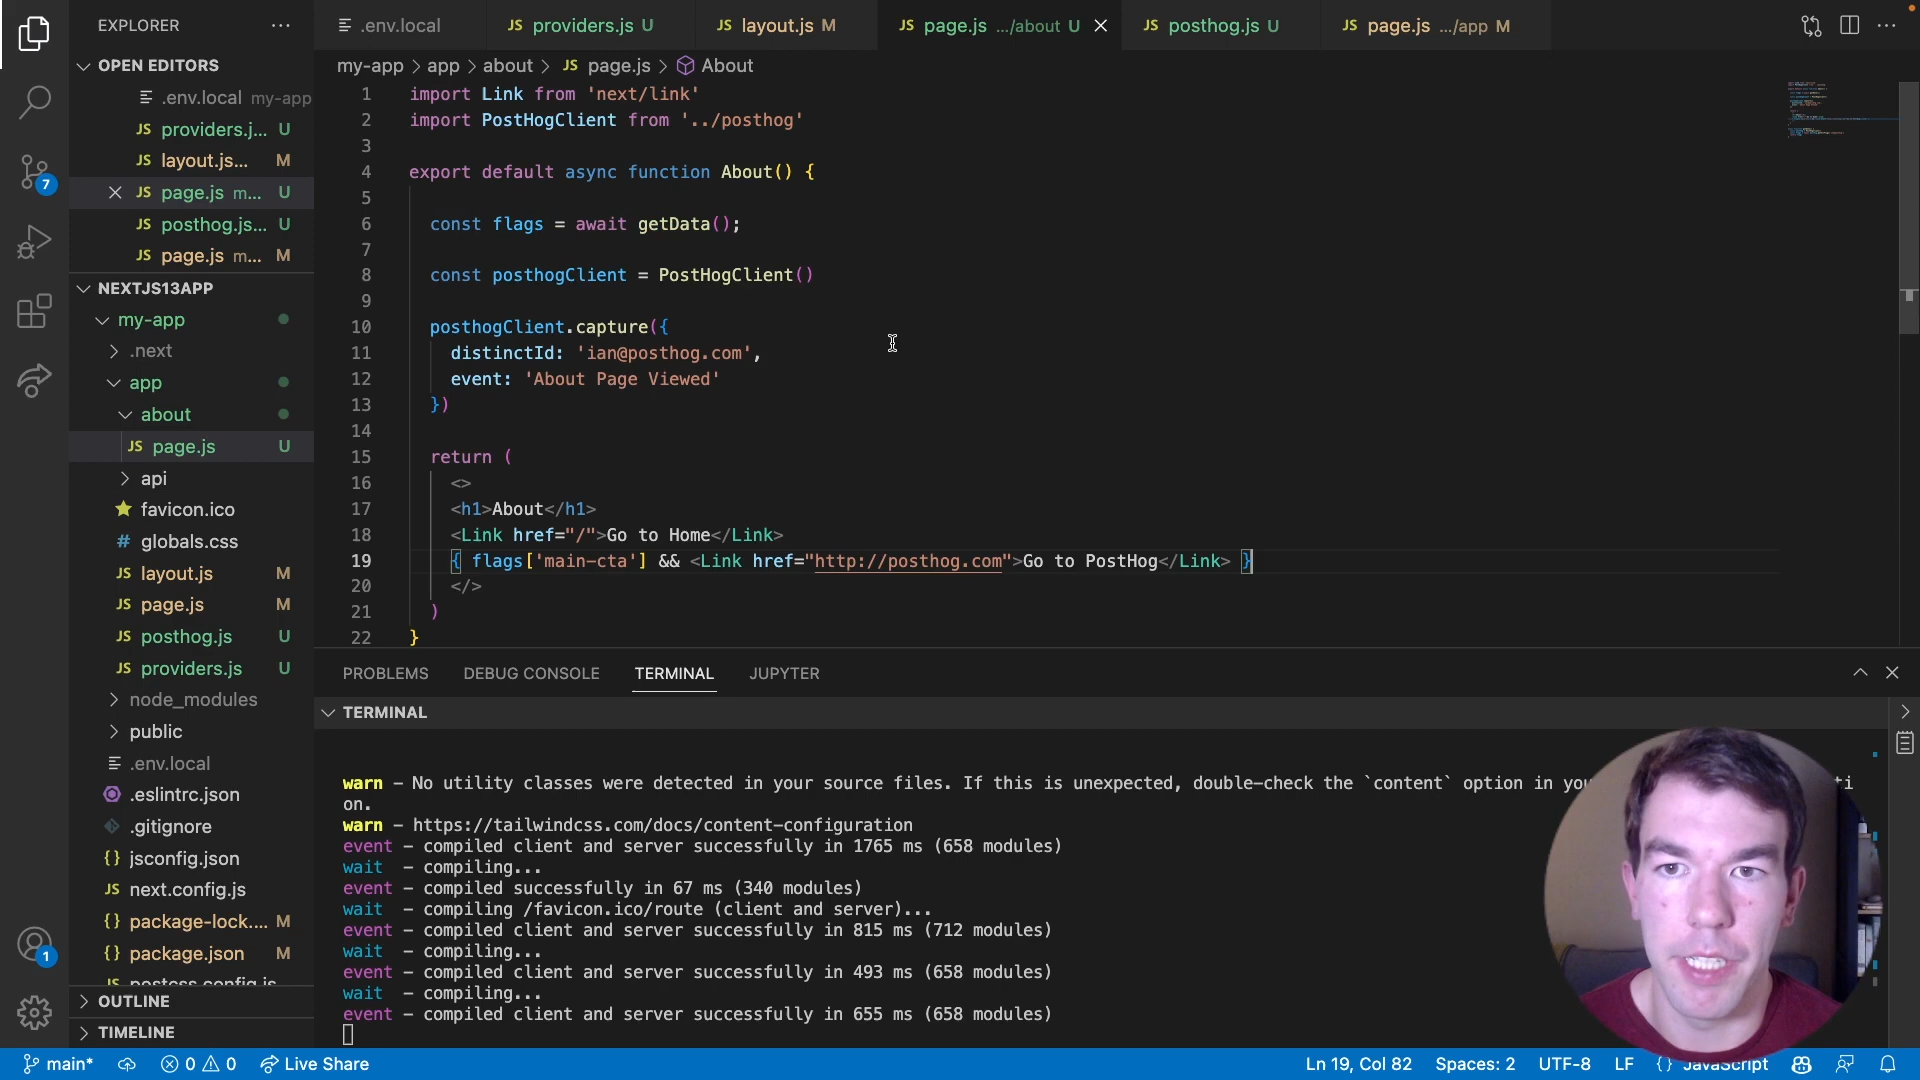 EXPLORER
OPEN EDITORS
.env.local my-app
JS providers.j... U
JS layout.js... M
JS page.js m... U
JS posthog.js... U
JS page.js m... M
NEXTJS13APP
my-app
.next
app
about
JS page.js U
api
favicon.ico
# globals.css
JS layout.js M
JS page.js M
JS posthog.js U
JS providers.js U
node_modules
public
.env.local
.eslintrc.json
.gitignore
{} jsconfig.json
JS next.config.js
{} package-lock.... M
{} package.json M
JS postcss.config.js
OUTLINE
TIMELINE
7
1
.env.local
JS providers.js U
JS layout.js M
JS page.js .../about U
JS posthog.js U
JS page.js .../app M
my-app > app > about > JS page.js > About
1 import Link from 'next/link'
2 import PostHogClient from '../posthog'
3
4 export default async function About() {
5
6 const flags = await getData();
7
8 const posthogClient = PostHogClient()
9
10 posthogClient.capture({
11 distinctId: 'ian@posthog.com',
12 event: 'About Page Viewed'
13 })
14
15 return (
16 <>
17 <h1>About</h1>
18 <Link href="/">Go to Home</Link>
19 { flags['main-cta'] && <Link href="http://posthog.com">Go to PostHog</Link> }
20 </>
21 )
22 }
PROBLEMS
DEBUG CONSOLE
TERMINAL
JUPYTER
TERMINAL
warn - No utility classes were detected in your source files. If this is unexpected, double-check the `content` option in
on.
warn - https://tailwindcss.com/docs/content-configuration
event - compiled client and server successfully in 1765 ms (658 modules)
wait - compiling...
event - compiled successfully in 67 ms (340 modules)
wait - compiling /favicon.ico/route (client and server)...
event - compiled client and server successfully in 815 ms (712 modules)
wait - compiling...
event - compiled client and server successfully in 493 ms (658 modules)
wait - compiling...
event - compiled client and server successfully in 655 ms (658 modules)
main*
0
0
Live Share
Ln 19, Col 82
Spaces: 2
UTF-8
LF
{} JavaScript